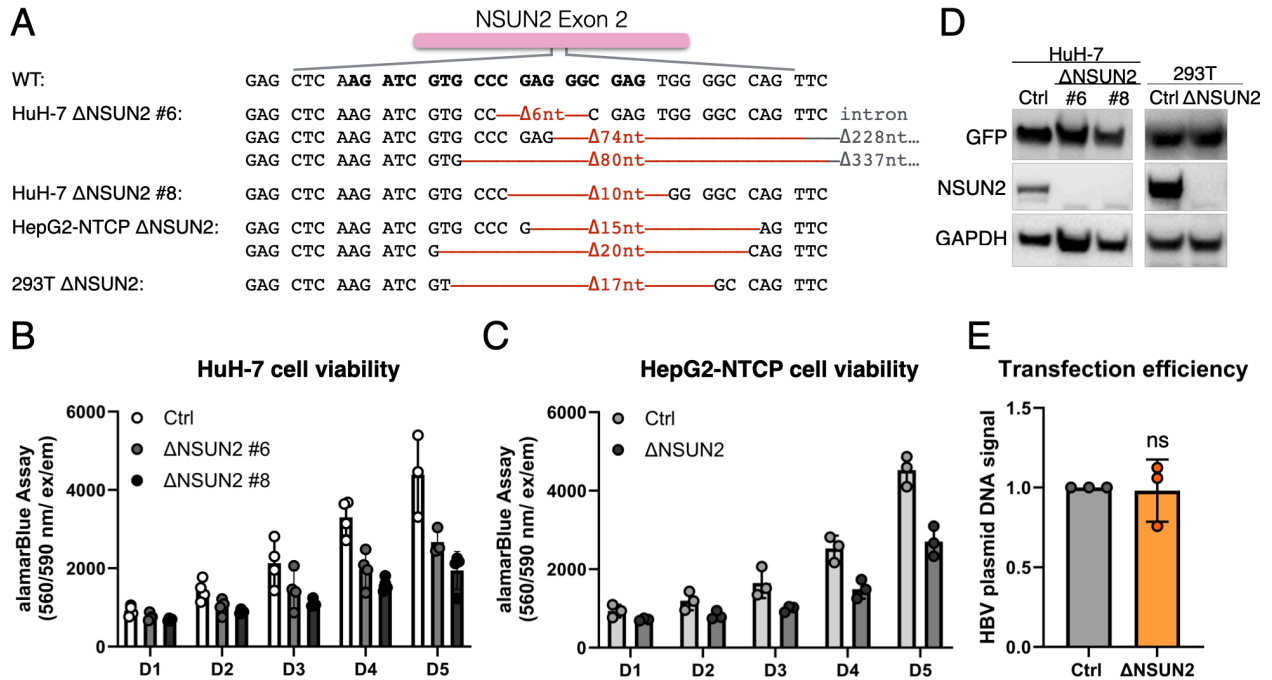 A
NSUN2 Exon 2
WT: GAG CTC AAG ATC GTG CCC GAG GGC GAG TGG GGC CAG TTC
HuH-7 ΔNSUN2 #6: GAG CTC AAG ATC GTG CC Δ6nt C GAG TGG GGC CAG TTC intron
GAG CTC AAG ATC GTG CCC GAG Δ74nt Δ228nt…
GAG CTC AAG ATC GTG Δ80nt Δ337nt…
HuH-7 ΔNSUN2 #8: GAG CTC AAG ATC GTG CCC Δ10nt GG GGC CAG TTC
HepG2-NTCP ΔNSUN2: GAG CTC AAG ATC GTG CCC G Δ15nt AG TTC
GAG CTC AAG ATC G Δ20nt CAG TTC
293T ΔNSUN2: GAG CTC AAG ATC GT Δ17nt GC CAG TTC
D
HuH-7
ΔNSUN2
293T
Ctrl #6 #8 Ctrl ΔNSUN2
GFP
NSUN2
GAPDH
B
HuH-7 cell viability
alamarBlue Assay
(560/590 nm/ ex/em)
6000
4000
2000
0
Ctrl
ΔNSUN2 #6
ΔNSUN2 #8
D1 D2 D3 D4 D5
C
HepG2-NTCP cell viability
alamarBlue Assay
(560/590 nm/ ex/em)
6000
4000
2000
0
Ctrl
ΔNSUN2
D1 D2 D3 D4 D5
E
Transfection efficiency
HBV plasmid DNA signal
1.5
1.0
0.5
0.0
ns
Ctrl ΔNSUN2